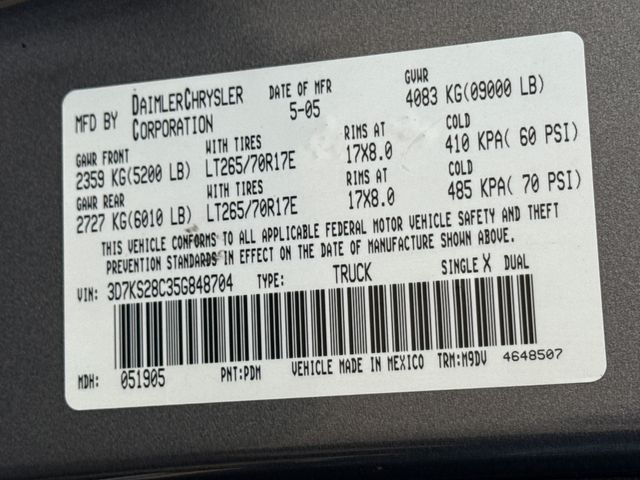 MFD BY DAIMLERCHRYSLER CORPORATION DATE OF MFR 5-05 GVWR 4083 KG(09000 LB)
GAWR FRONT WITH TIRES RIMS AT COLD
2359 KG(5200 LB) LT265/70R17E 17X8.0 410 KPA( 60 PSI)
GAWR REAR WITH TIRES RIMS AT COLD
2727 KG(6010 LB) LT265/70R17E 17X8.0 485 KPA( 70 PSI)
THIS VEHICLE CONFORMS TO ALL APPLICABLE FEDERAL MOTOR VEHICLE SAFETY AND THEFT
PREVENTION STANDARDS IN EFFECT ON THE DATE OF MANUFACTURE SHOWN ABOVE.
VIN: 3D7KS28C35G848704 TYPE: TRUCK SINGLE X DUAL
MDH: 051905 PNT:PDM VEHICLE MADE IN MEXICO TRM:M9DV 4648507